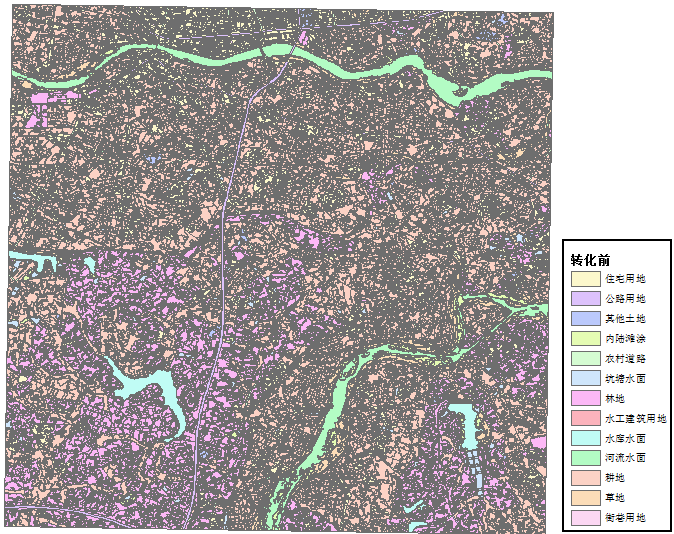 转化前
住宅用地
公路用地
其他土地
内陆滩涂
农村道路
坑塘水面
林地
水工建筑用地
水库水面
河流水面
耕地
草地
街巷用地